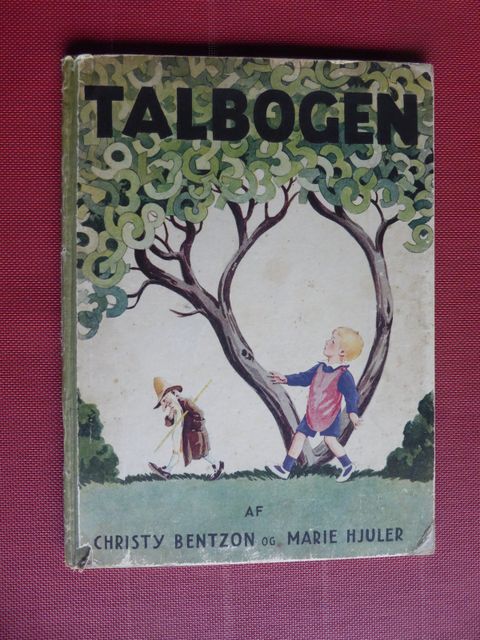 TALBOGEN
AF
CHRISTY BENTZON OG MARIE HJULER